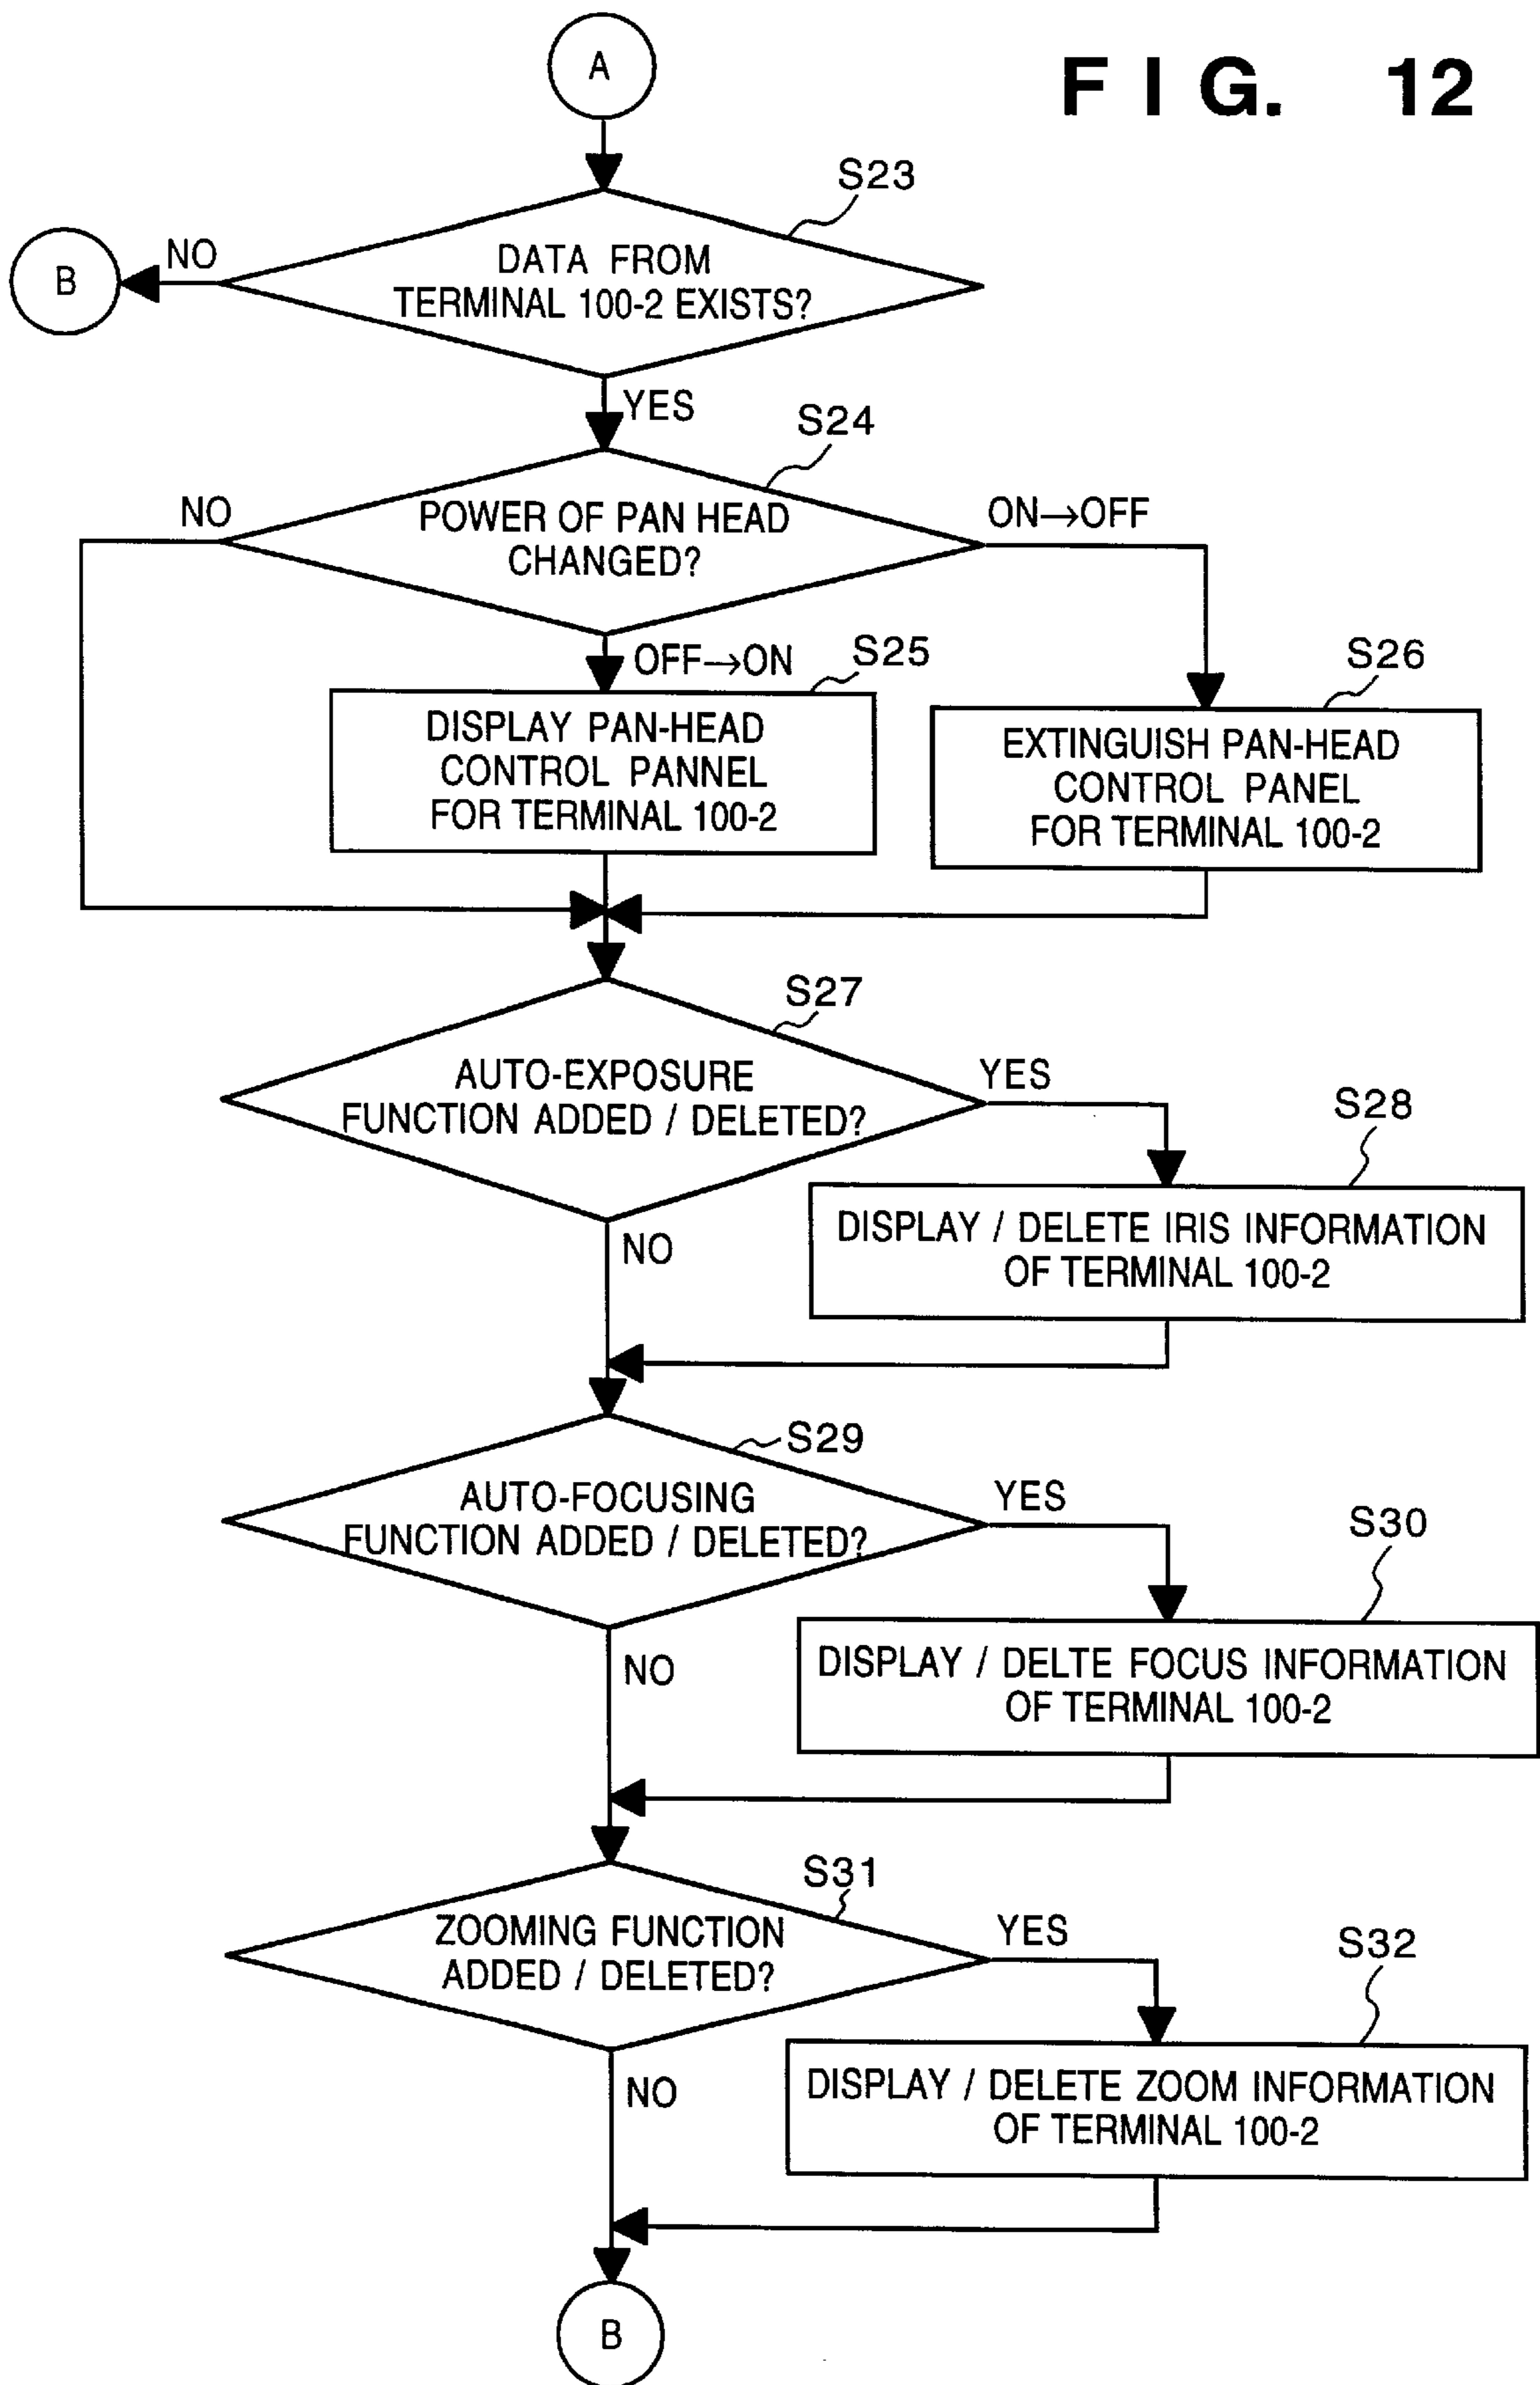 FIG. 12
A
S23
B
NO
DATA FROM
TERMINAL 100-2 EXISTS?
YES
S24
NO
POWER OF PAN HEAD
CHANGED?
ON→OFF
OFF→ON
S25
S26
DISPLAY PAN-HEAD
CONTROL PANNEL
FOR TERMINAL 100-2
EXTINGUISH PAN-HEAD
CONTROL PANEL
FOR TERMINAL 100-2
S27
AUTO-EXPOSURE
FUNCTION ADDED / DELETED?
YES
S28
DISPLAY / DELETE IRIS INFORMATION
OF TERMINAL 100-2
NO
S29
AUTO-FOCUSING
FUNCTION ADDED / DELETED?
YES
S30
DISPLAY / DELTE FOCUS INFORMATION
OF TERMINAL 100-2
NO
S31
ZOOMING FUNCTION
ADDED / DELETED?
YES
S32
DISPLAY / DELETE ZOOM INFORMATION
OF TERMINAL 100-2
NO
B